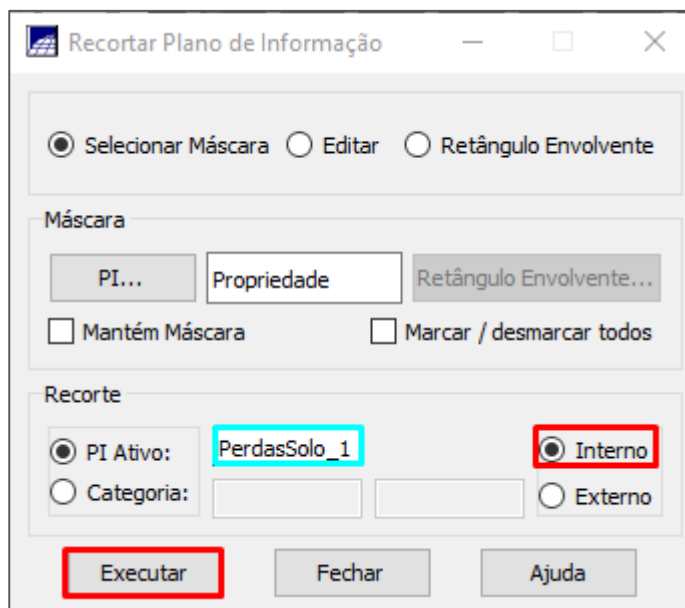 Recortar Plano de Informação
Selecionar Máscara Editar Retângulo Envolvente
Máscara
PI... Propriedade Retângulo Envolvente...
Mantém Máscara Marcar / desmarcar todos
Recorte
PI Ativo: PerdasSolo_1 Interno
Categoria: Externo
Executar Fechar Ajuda